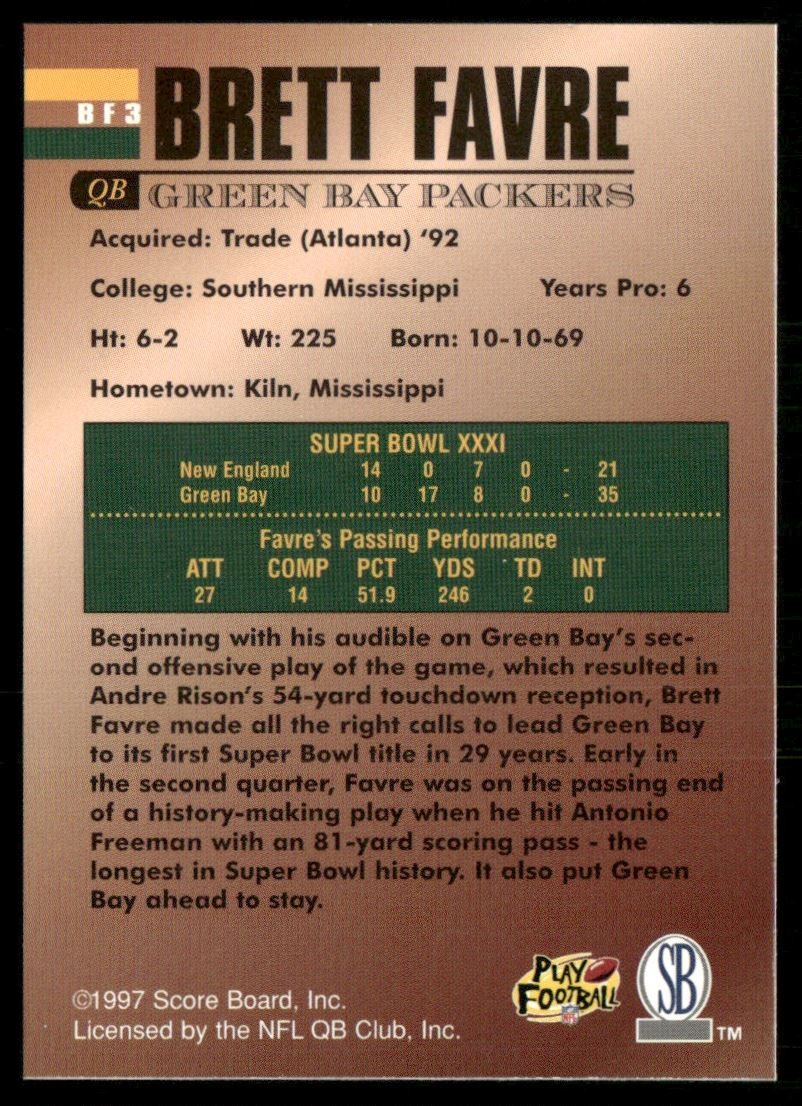 BF3
BRETT FAVRE
QB GREEN BAY PACKERS
Acquired: Trade (Atlanta) ‘92
College: Southern Mississippi Years Pro: 6
Ht: 6-2 Wt: 225 Born: 10-10-69
Hometown: Kiln, Mississippi
SUPER BOWL XXXI
New England 14 0 7 0 - 21
Green Bay 10 17 8 0 - 35
Favre's Passing Performance
ATT COMP PCT YDS TD INT
27 14 51.9 246 2 0
Beginning with his audible on Green Bay's sec-
ond offensive play of the game, which resulted in
Andre Rison's 54-yard touchdown reception, Brett
Favre made all the right calls to lead Green Bay
to its first Super Bowl title in 29 years. Early in
the second quarter, Favre was on the passing end
of a history-making play when he hit Antonio
Freeman with an 81-yard scoring pass - the
longest in Super Bowl history. It also put Green
Bay ahead to stay.
©1997 Score Board, Inc.
Licensed by the NFL QB Club, Inc.
PLAY
FOOTBALL
NFL
SB
TM